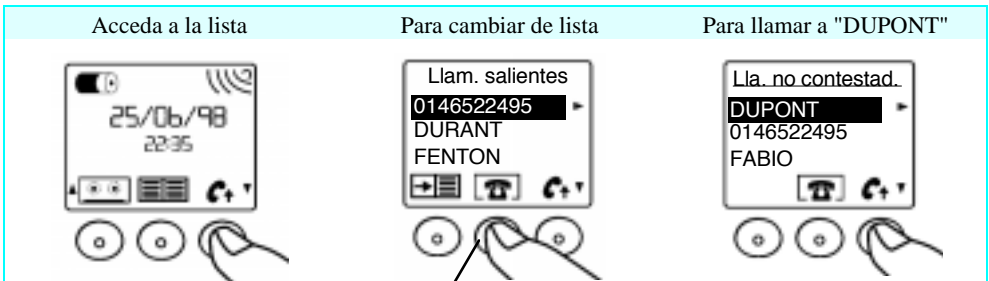 Acceda a la lista
25/06/98
22:35
Para cambiar de lista
Llam. salientes
0146522495
DURANT
FENTON
Para llamar a "DUPONT"
Lla. no contestad.
DUPONT
0146522495
FABIO